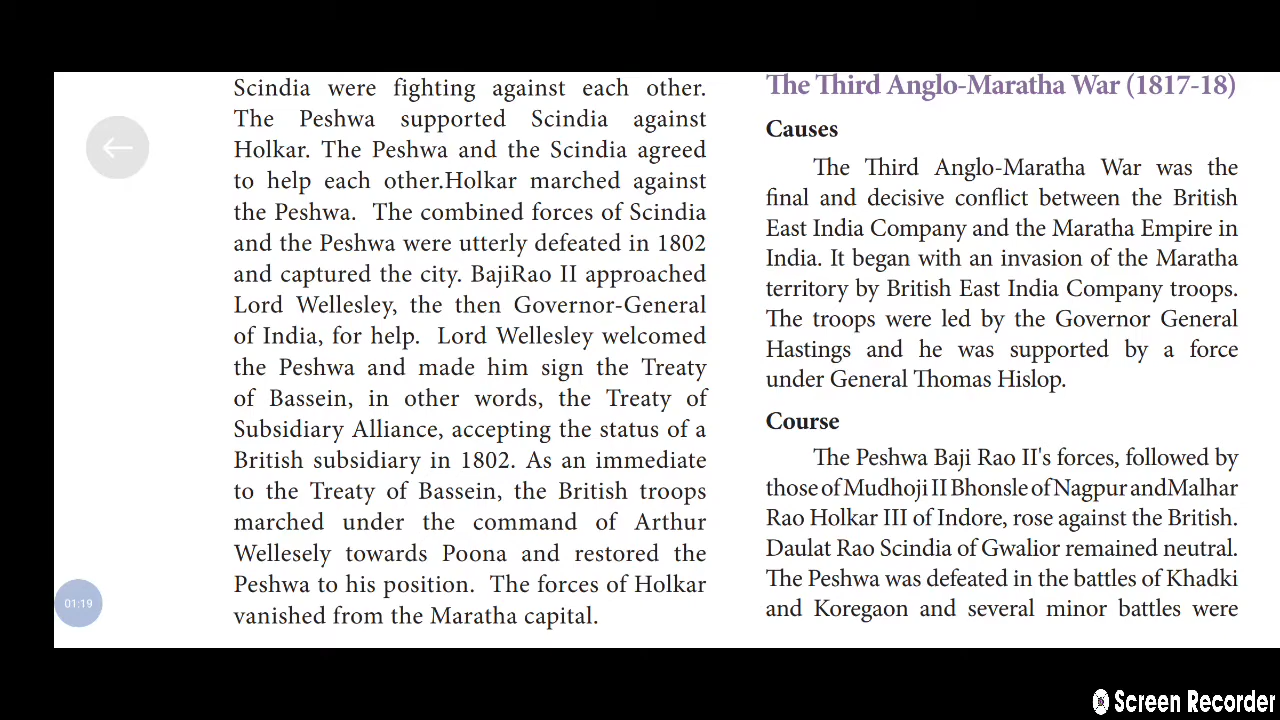 Scindia were fighting against each other.
The Peshwa supported Scindia against
Holkar. The Peshwa and the Scindia agreed
to help each other.Holkar marched against
the Peshwa. The combined forces of Scindia
and the Peshwa were utterly defeated in 1802
and captured the city. BajiRao II approached
Lord Wellesley, the then Governor-General
of India, for help. Lord Wellesley welcomed
the Peshwa and made him sign the Treaty
of Bassein, in other words, the Treaty of
Subsidiary Alliance, accepting the status of a
British subsidiary in 1802. As an immediate
to the Treaty of Bassein, the British troops
marched under the command of Arthur
Wellesely towards Poona and restored the
Peshwa to his position. The forces of Holkar
vanished from the Maratha capital.
The Third Anglo-Maratha War (1817-18)
Causes
The Third Anglo-Maratha War was the
final and decisive conflict between the British
East India Company and the Maratha Empire in
India. It began with an invasion of the Maratha
territory by British East India Company troops.
The troops were led by the Governor General
Hastings and he was supported by a force
under General Thomas Hislop.
Course
The Peshwa Baji Rao II's forces, followed by
those of Mudhoji II Bhonsle of Nagpur and Malhar
Rao Holkar III of Indore, rose against the British.
Daulat Rao Scindia of Gwalior remained neutral.
The Peshwa was defeated in the battles of Khadki
and Koregaon and several minor battles were
01:19
Screen Recorder